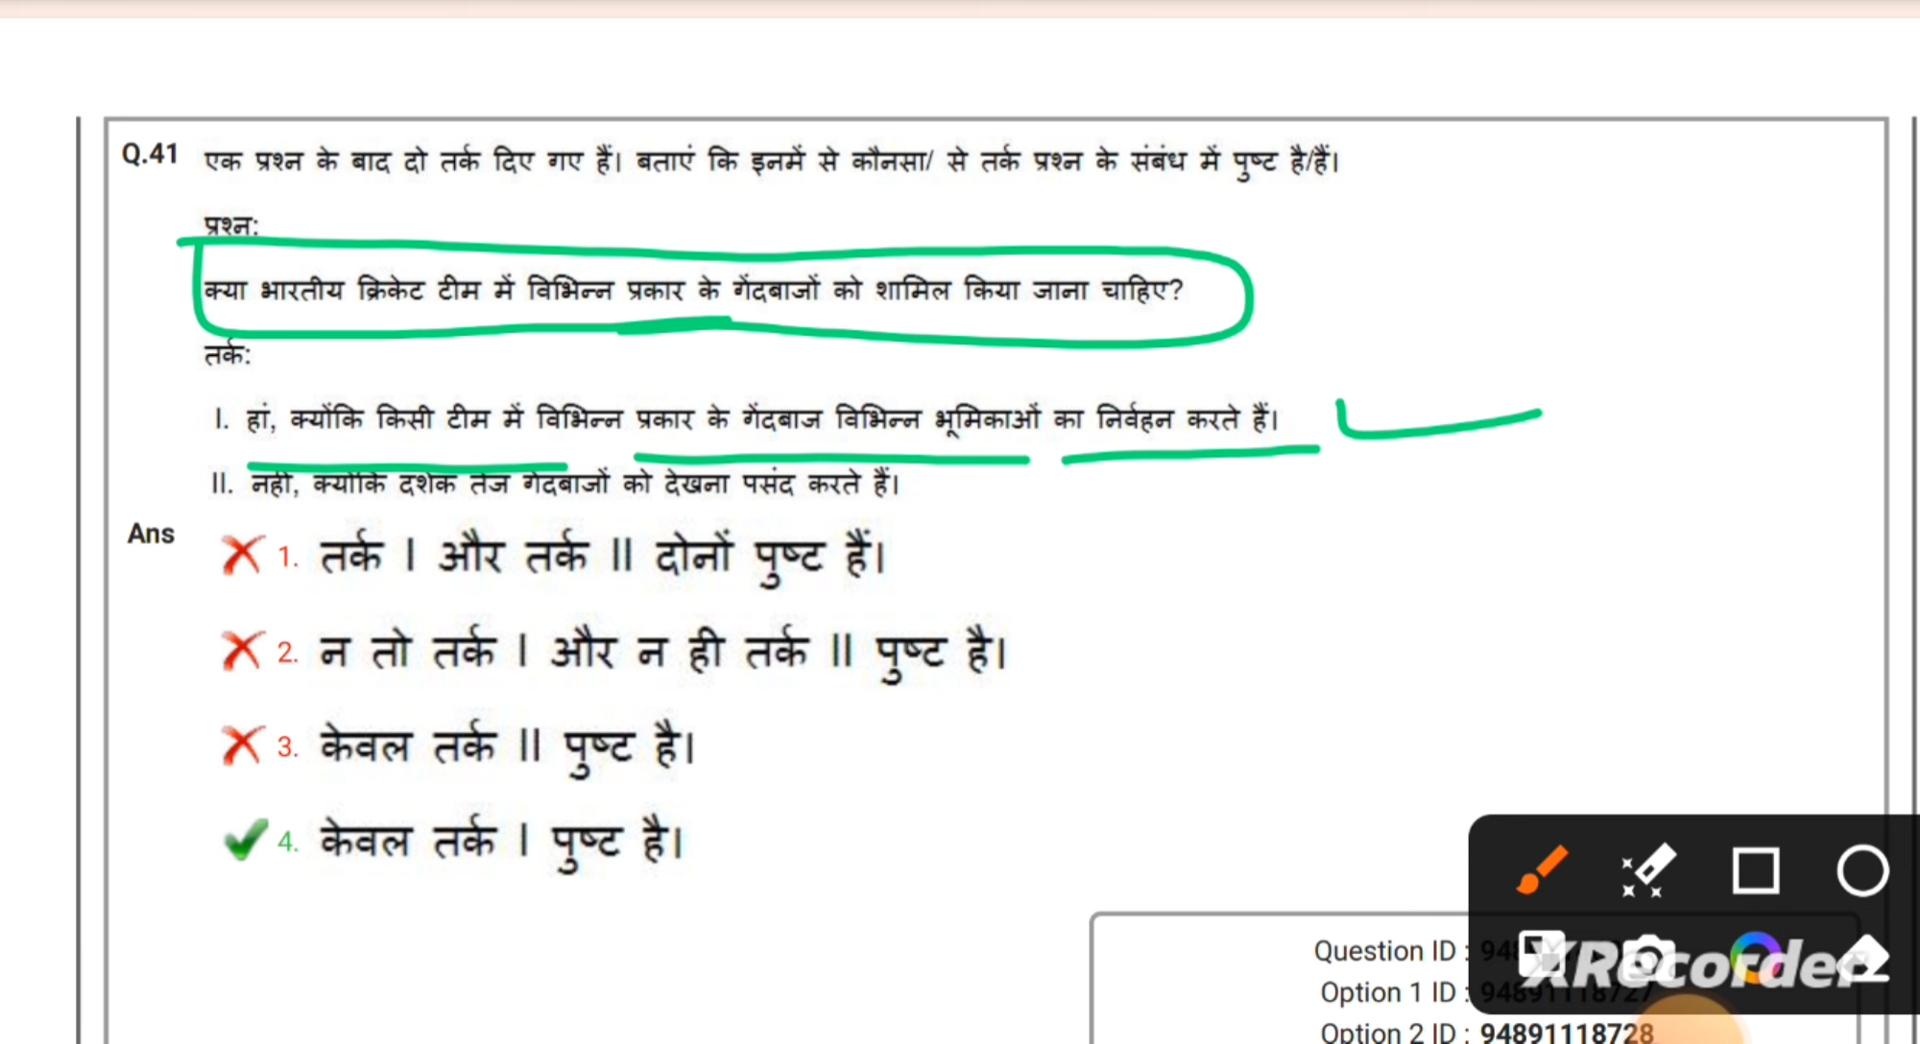 Q.41 एक प्रश्न के बाद दो तर्क दिए गए हैं। बताएं कि इनमें से कौनसा/ से तर्क प्रश्न के संबंध में पुष्ट है/हैं।
प्रश्न:
क्या भारतीय क्रिकेट टीम में विभिन्न प्रकार के गेंदबाजों को शामिल किया जाना चाहिए?
तर्क:
I. हां, क्योंकि किसी टीम में विभिन्न प्रकार के गेंदबाज विभिन्न भूमिकाओं का निर्वहन करते हैं।
II. नहीं, क्योंकि दर्शक तेज गेंदबाजों को देखना पसंद करते हैं।
Ans
1. तर्क I और तर्क II दोनों पुष्ट हैं।
2. न तो तर्क I और न ही तर्क II पुष्ट है।
3. केवल तर्क II पुष्ट है।
4. केवल तर्क I पुष्ट है।
Question ID :
XRecorder
Option 1 ID : 94891118727
Option 2 ID : 94891118728